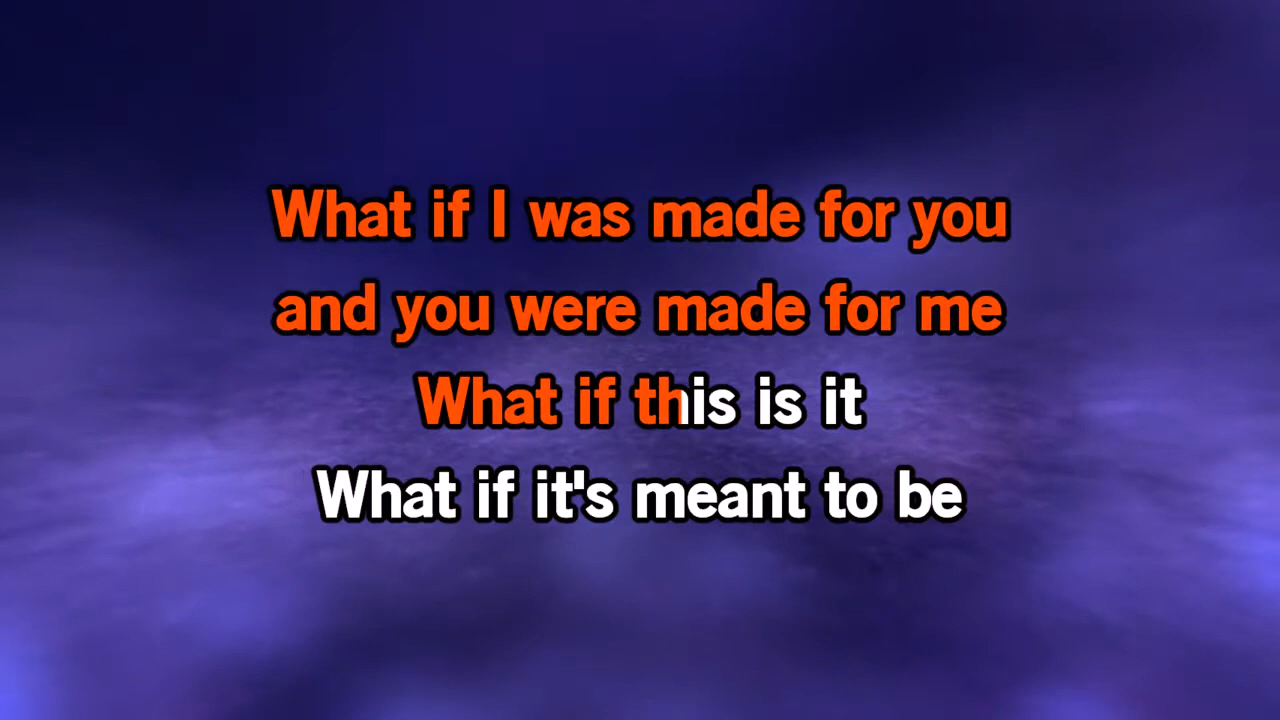 What if I was made for you
and you were made for me
What if this is it
What if it's meant to be